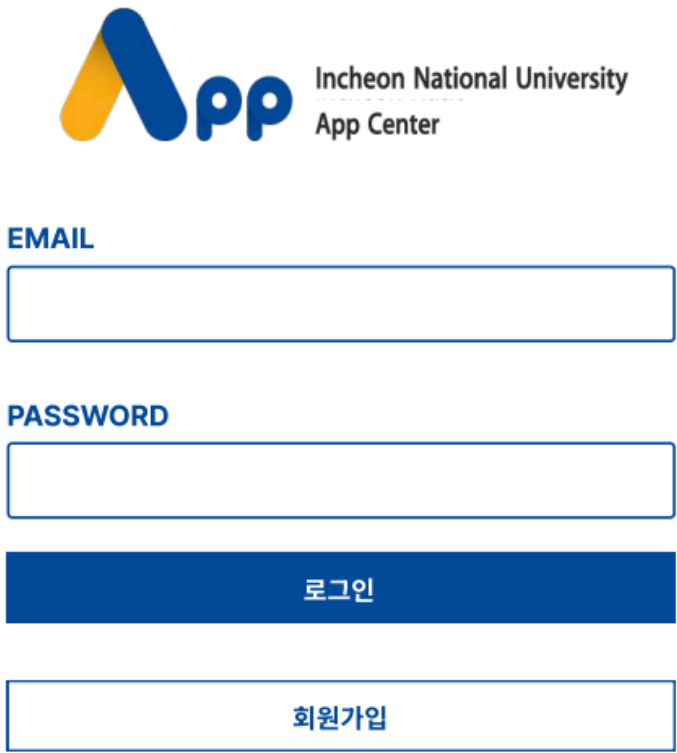 App
Incheon National University
App Center
EMAIL
PASSWORD
로그인
회원가입